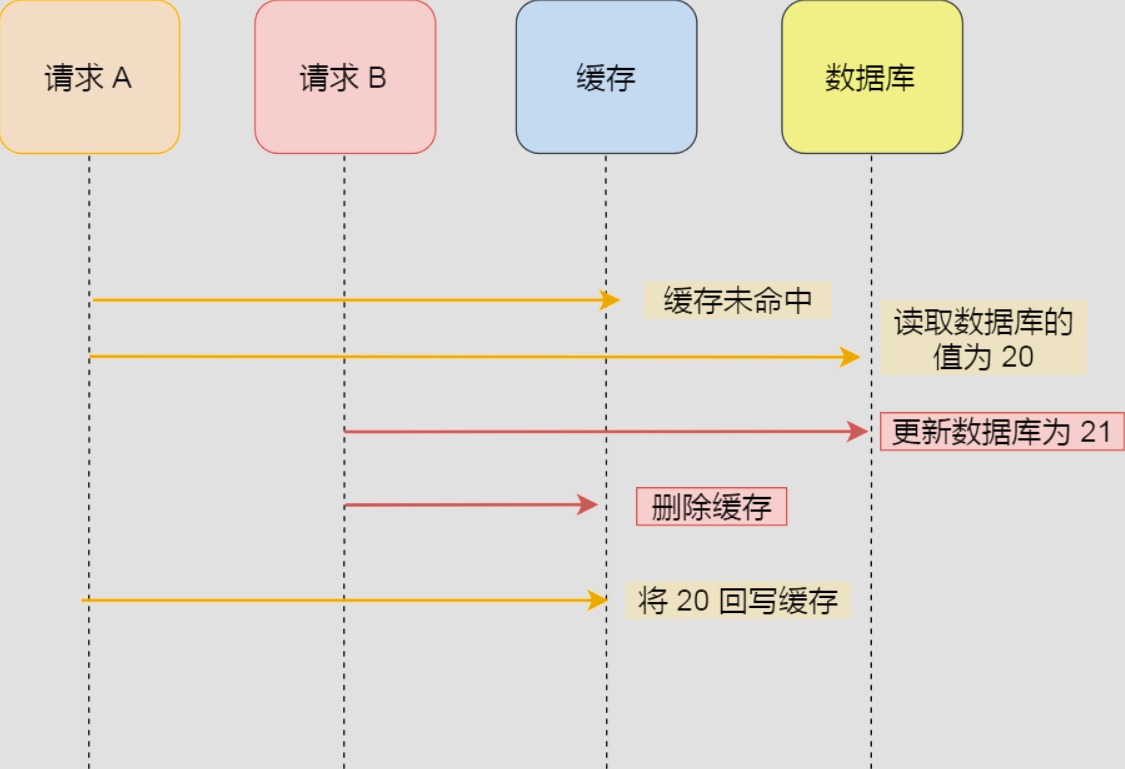 请求 A
请求 B
缓存
数据库
缓存未命中
读取数据库的
值为 20
更新数据库为 21
删除缓存
将 20 回写缓存